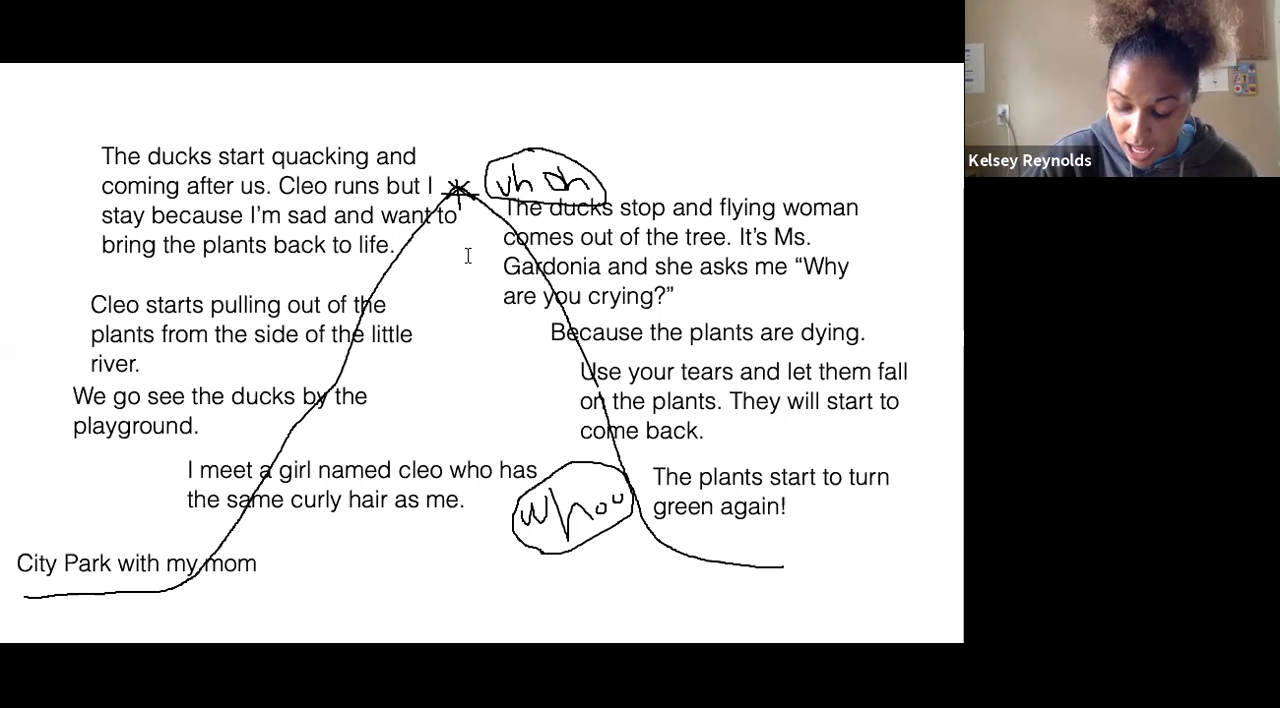 The ducks start quacking and
coming after us. Cleo runs but I
stay because I'm sad and want to
bring the plants back to life.
Cleo starts pulling out of the
plants from the side of the little
river.
We go see the ducks by the
playground.
I meet a girl named cleo who has
the same curly hair as me.
City Park with my mom
uh oh
The ducks stop and flying woman
comes out of the tree. It's Ms.
Gardonia and she asks me “Why
are you crying?”
Because the plants are dying.
Use your tears and let them fall
on the plants. They will start to
come back.
The plants start to turn
green again!
Kelsey Reynolds